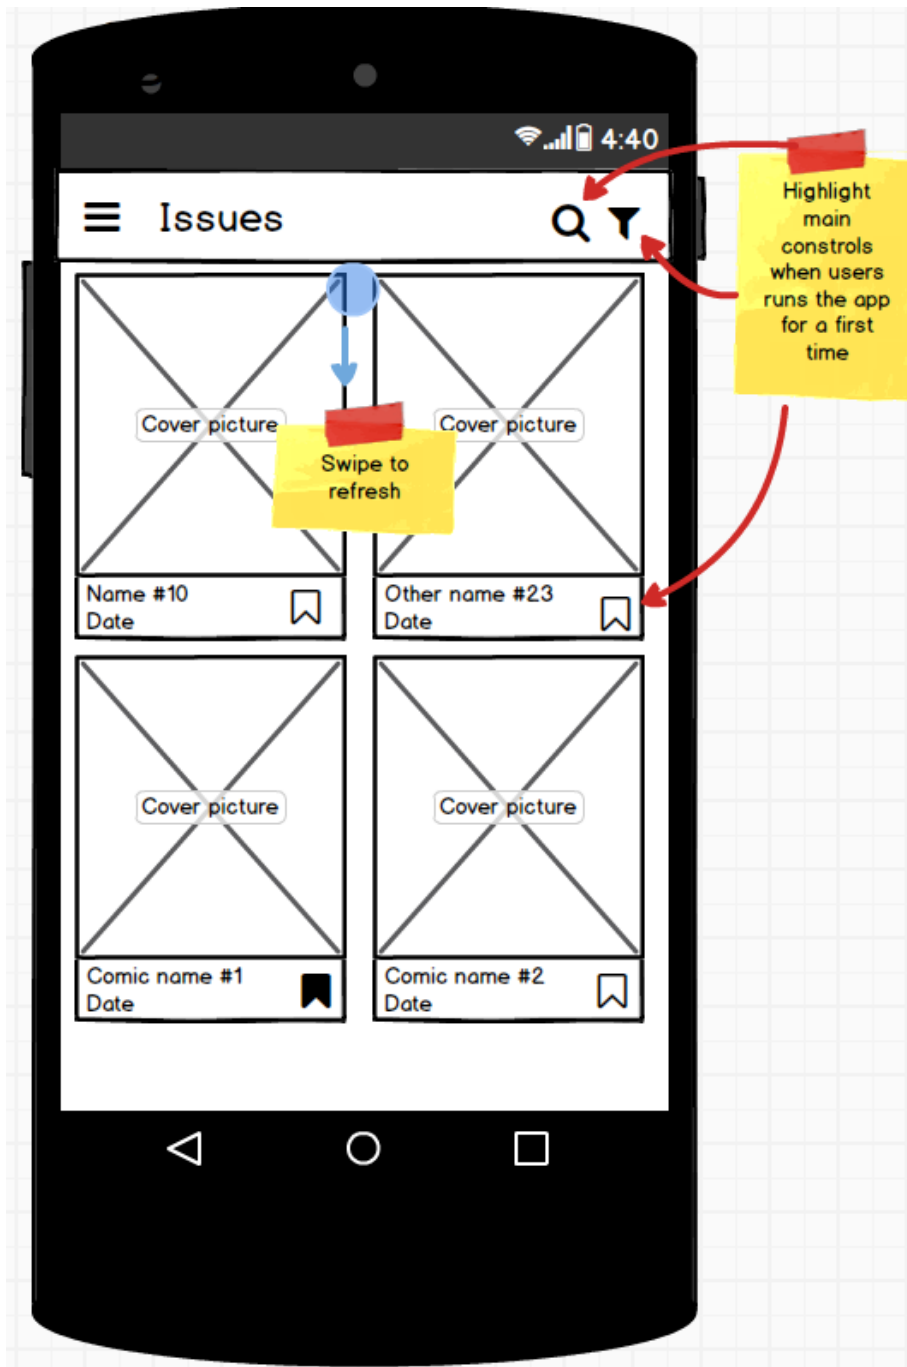 4:40
Issues
Highlight
main
constrols
when users
runs the app
for a first
time
Cover picture
Cover picture
Swipe to
refresh
Name #10
Date
Other name #23
Date
Cover picture
Cover picture
Comic name #1
Date
Comic name #2
Date